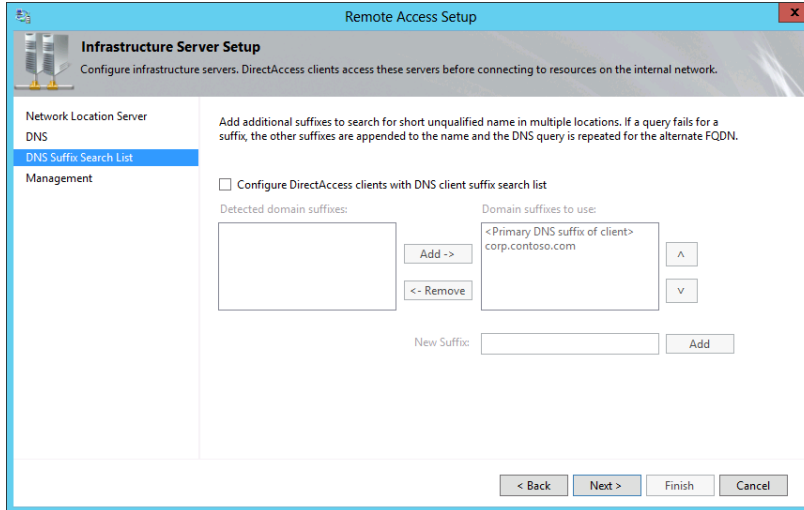 Remote Access Setup
x
Infrastructure Server Setup
Configure infrastructure servers. DirectAccess clients access these servers before connecting to resources on the internal network.
Network Location Server
DNS
DNS Suffix Search List
Management
Add additional suffixes to search for short unqualified name in multiple locations. If a query fails for a
suffix, the other suffixes are appended to the name and the DNS query is repeated for the alternate FQDN.
Configure DirectAccess clients with DNS client suffix search list
Detected domain suffixes:
Domain suffixes to use:
<Primary DNS suffix of client>
corp.contoso.com
Add ->
<- Remove
^
v
New Suffix:
Add
< Back
Next >
Finish
Cancel